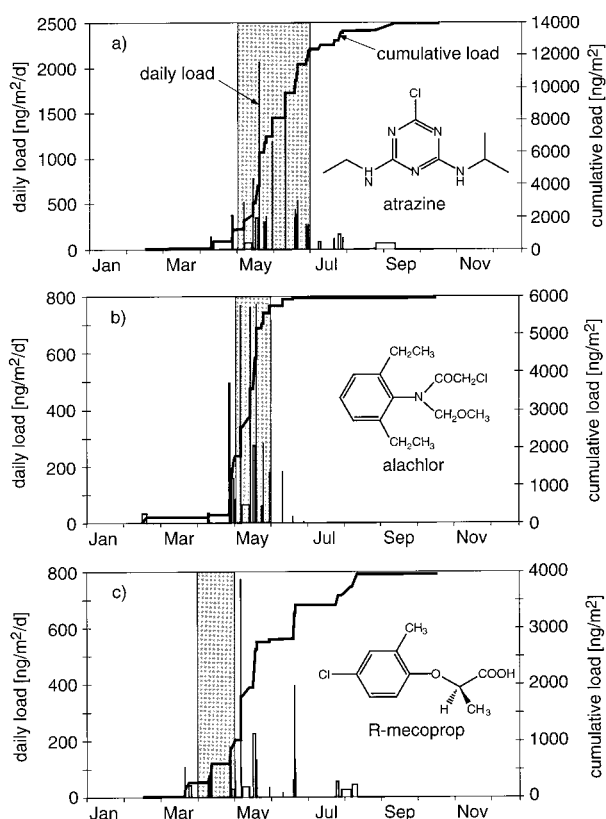 a)
daily load [ng/m²/d]
2500
2000
1500
1000
500
0
14000
12000
10000
8000
6000
4000
2000
0
cumulative load [ng/m²]
daily load
cumulative load
Cl
N N
N H N N H
atrazine
Jan Mar May Jul Sep Nov
b)
daily load [ng/m²/d]
800
600
400
200
0
6000
5000
4000
3000
2000
1000
0
cumulative load [ng/m²]
CH₂CH₃
COCH₂Cl
N
CH₂OCH₃
CH₂CH₃
alachlor
Jan Mar May Jul Sep Nov
c)
daily load [ng/m²/d]
800
600
400
200
0
4000
3000
2000
1000
0
cumulative load [ng/m²]
CH₃
Cl O COOH
H CH₃
R-mecoprop
Jan Mar May Jul Sep Nov